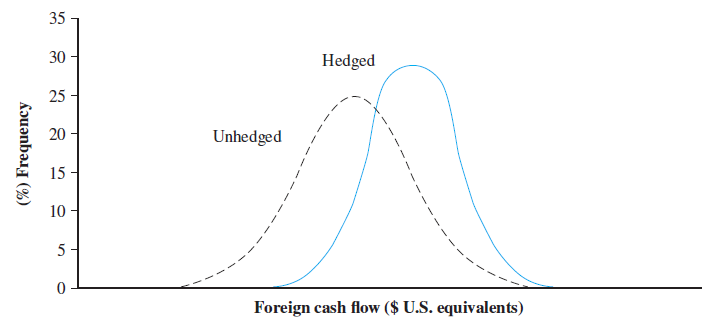 35
30
Hedged
25
Unhedged
20
15
10
5
0
(%) Frequency
Foreign cash flow ($ U.S. equivalents)